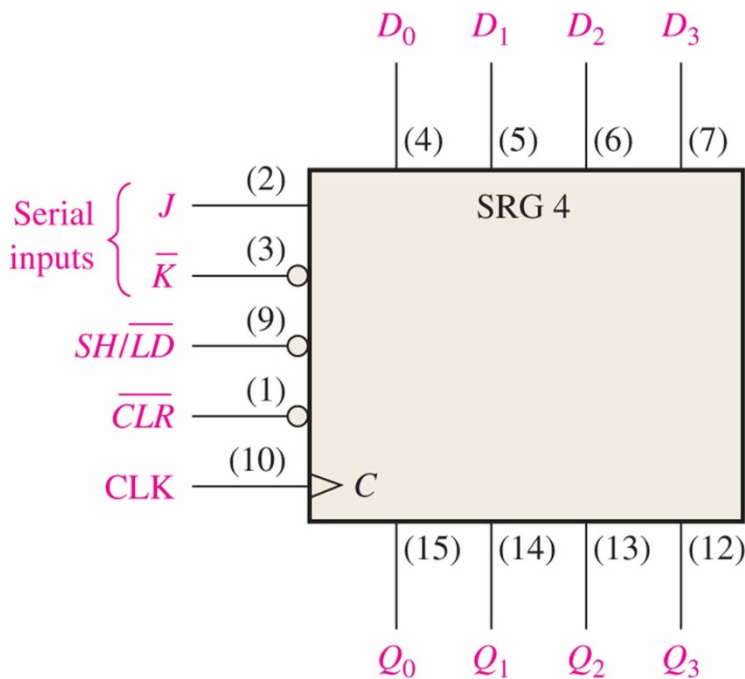 D₀ D₁ D₂ D₃
(4) (5) (6) (7)
SRG 4
Serial
inputs
J (2)
K̅ (3)
SH/L̅D̅ (9)
C̅L̅R̅ (1)
CLK (10) C
(15) (14) (13) (12)
Q₀ Q₁ Q₂ Q₃